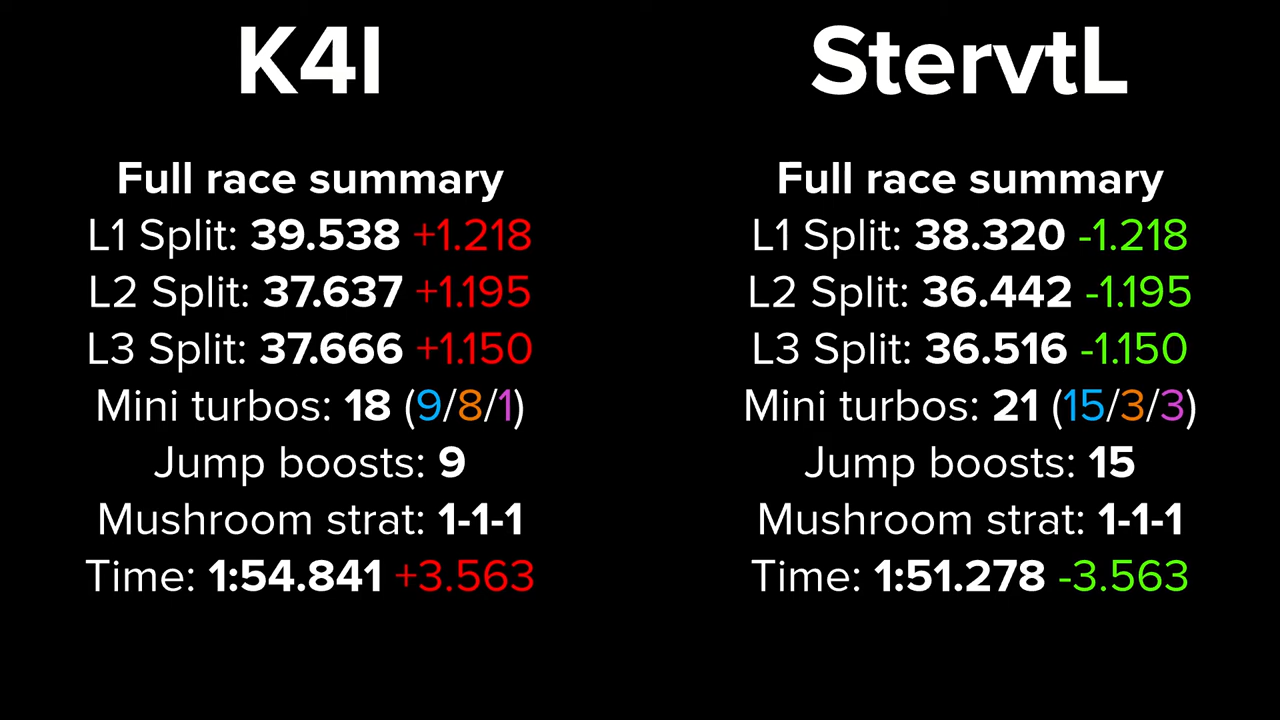 K4I
Full race summary
L1 Split: 39.538 +1.218
L2 Split: 37.637 +1.195
L3 Split: 37.666 +1.150
Mini turbos: 18 (9/8/1)
Jump boosts: 9
Mushroom strat: 1-1-1
Time: 1:54.841 +3.563
StervtL
Full race summary
L1 Split: 38.320 -1.218
L2 Split: 36.442 -1.195
L3 Split: 36.516 -1.150
Mini turbos: 21 (15/3/3)
Jump boosts: 15
Mushroom strat: 1-1-1
Time: 1:51.278 -3.563